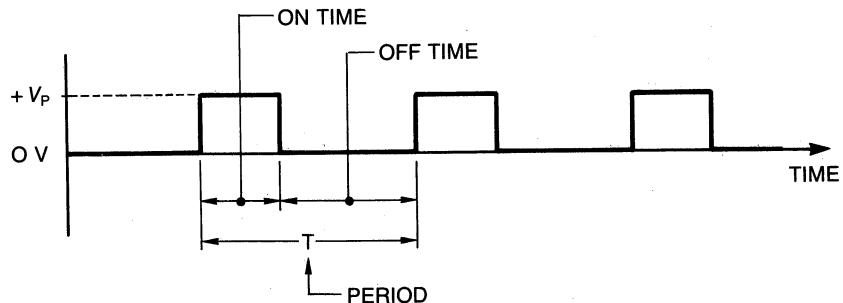 ON TIME
OFF TIME
+ VP
O V
TIME
T
PERIOD